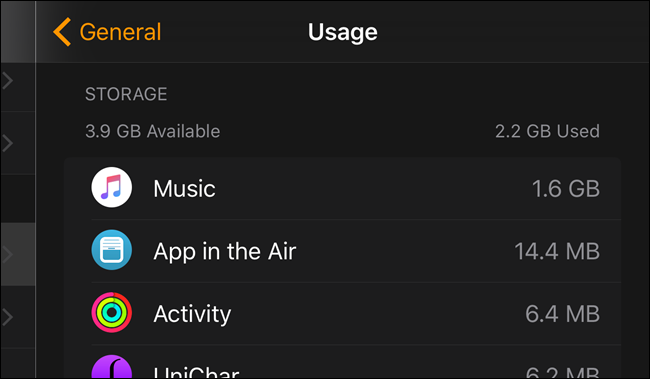 General
Usage
STORAGE
3.9 GB Available 2.2 GB Used
Music 1.6 GB
App in the Air 14.4 MB
Activity 6.4 MB
UniChar 6.2 MB